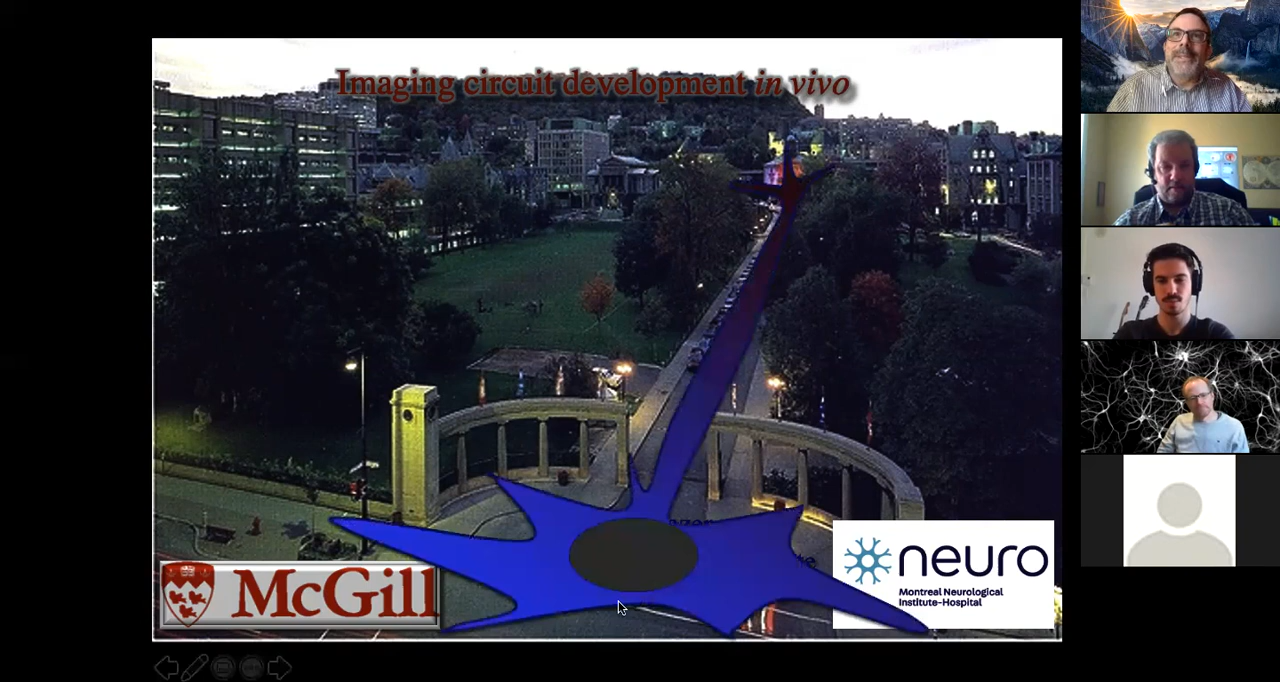 Imaging circuit development in vivo
McGill
neuro
Montreal Neurological
Institute-Hospital